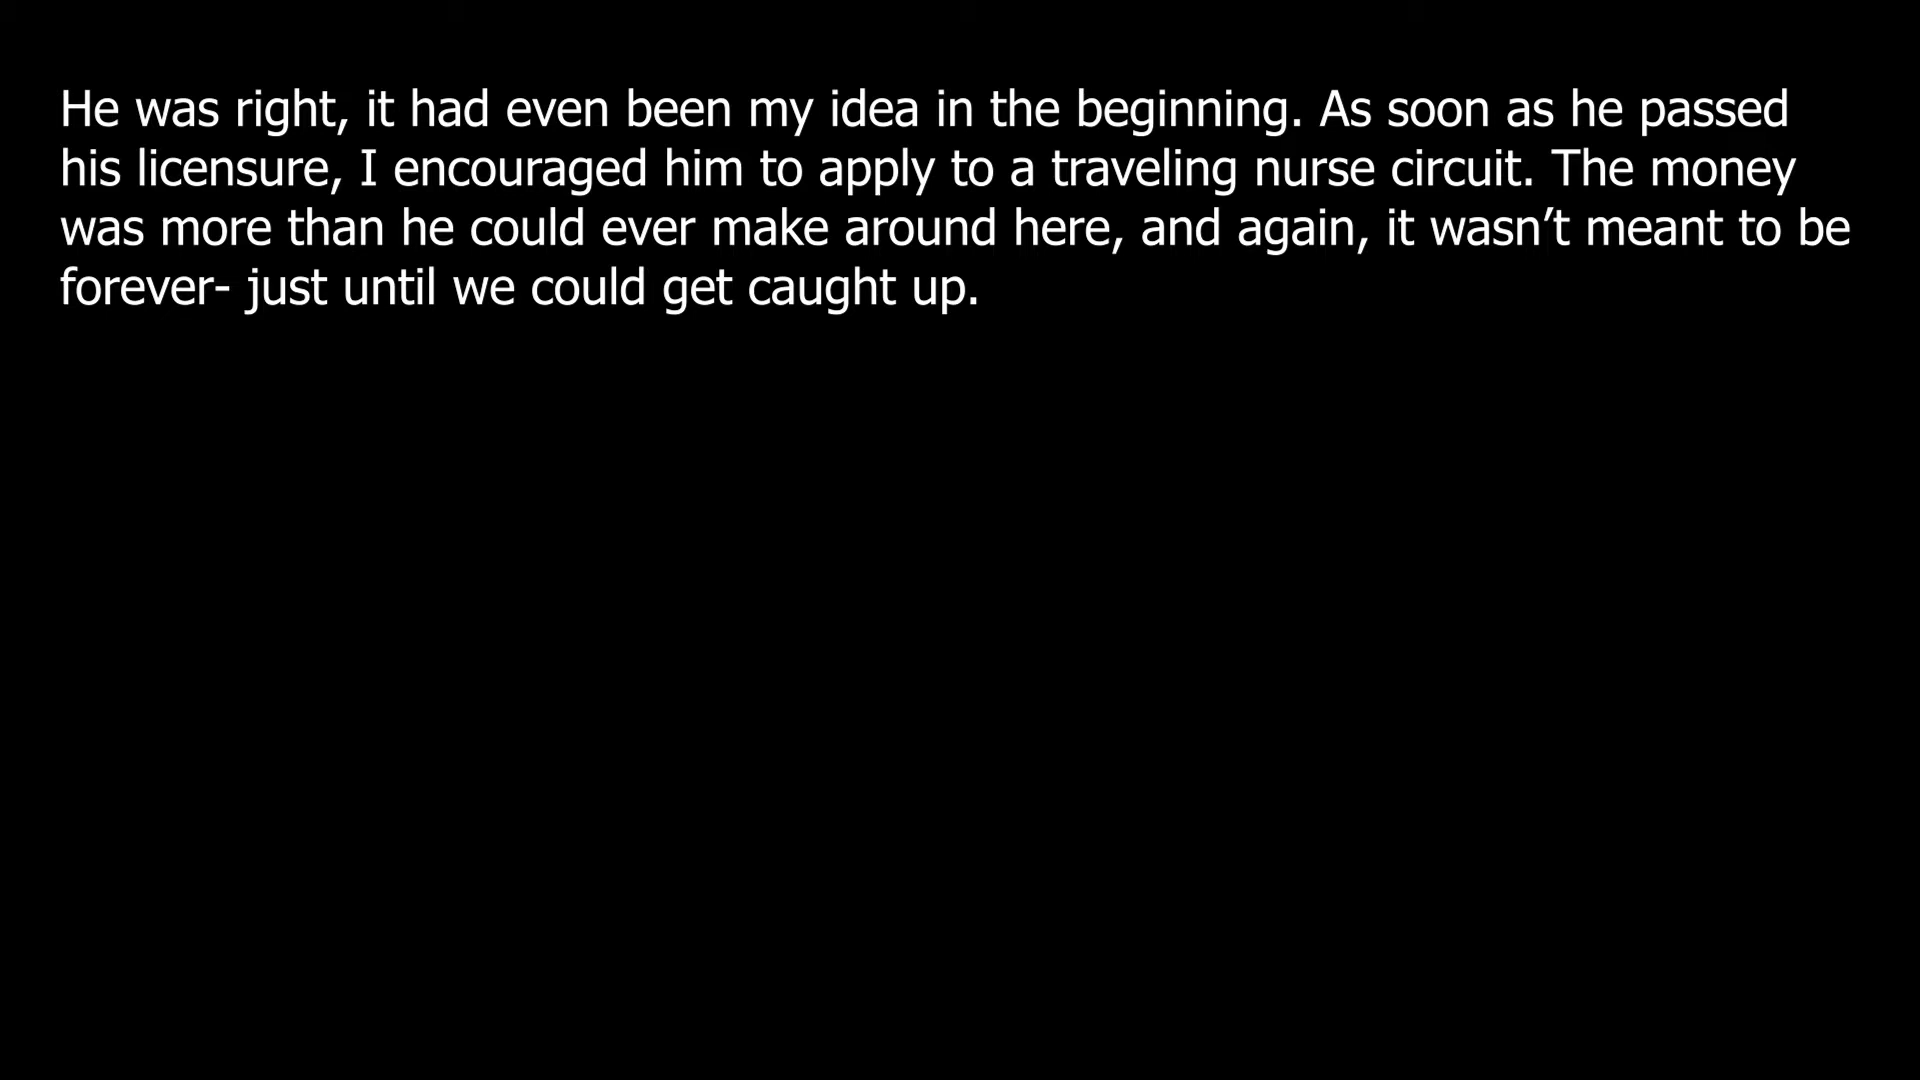 He was right, it had even been my idea in the beginning. As soon as he passed
his licensure, I encouraged him to apply to a traveling nurse circuit. The money
was more than he could ever make around here, and again, it wasn’t meant to be
forever- just until we could get caught up.